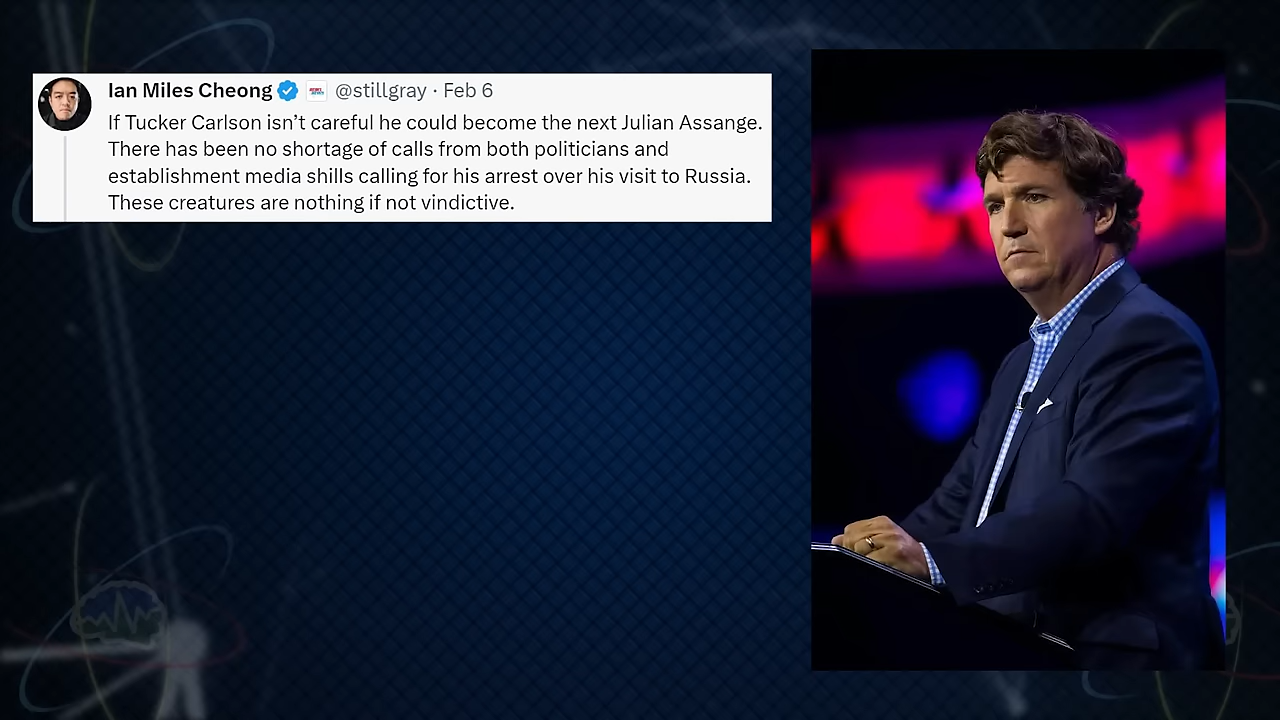 Ian Miles Cheong @stillgray · Feb 6
If Tucker Carlson isn’t careful he could become the next Julian Assange.
There has been no shortage of calls from both politicians and
establishment media shills calling for his arrest over his visit to Russia.
These creatures are nothing if not vindictive.